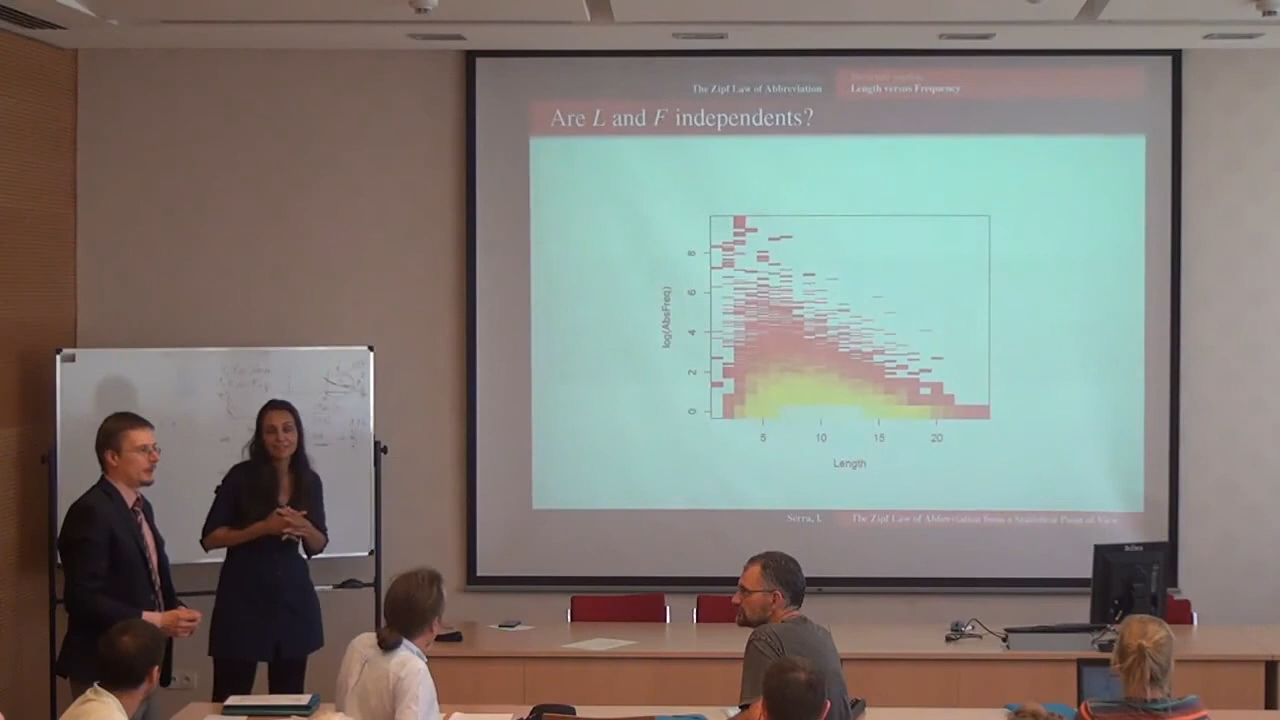 The Zipf Law of Abbreviation
Length versus Frequency
Are L and F independents?
log(AbsFreq)
8
6
4
2
0
5 10 15 20
Length
Serra, I.
The Zipf Law of Abbreviation from a Statistical Point of View